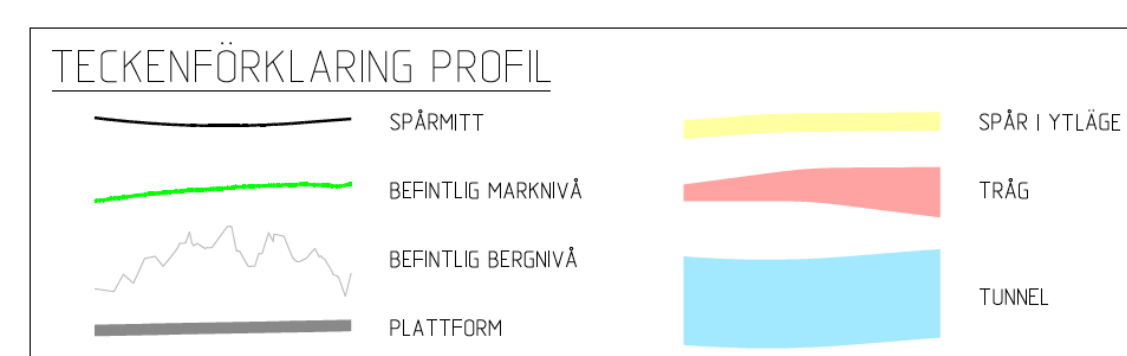 TECKENFÖRKLARING PROFIL
SPÅRMITT
BEFINTLIG MARKNIVÅ
BEFINTLIG BERGNIVÅ
PLATTFORM
SPÅR I YTLÄGE
TRÅG
TUNNEL